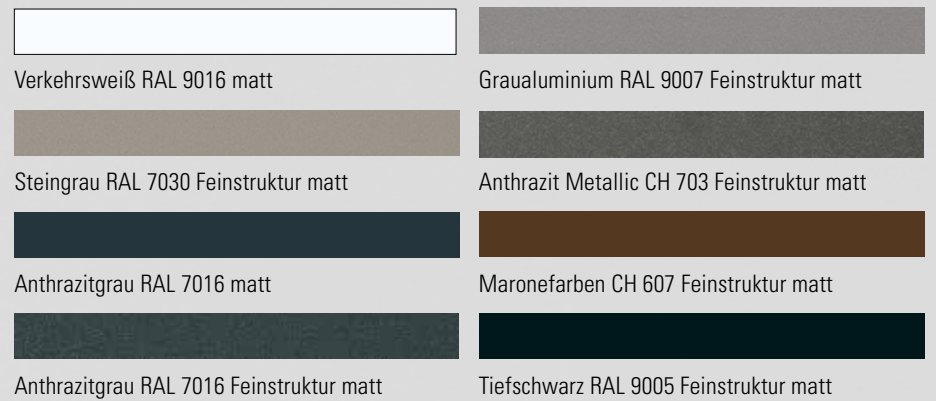 Verkehrsweiß RAL 9016 matt
Graualuminium RAL 9007 Feinstruktur matt
Steingrau RAL 7030 Feinstruktur matt
Anthrazit Metallic CH 703 Feinstruktur matt
Anthrazitgrau RAL 7016 matt
Maronefarben CH 607 Feinstruktur matt
Anthrazitgrau RAL 7016 Feinstruktur matt
Tiefschwarz RAL 9005 Feinstruktur matt